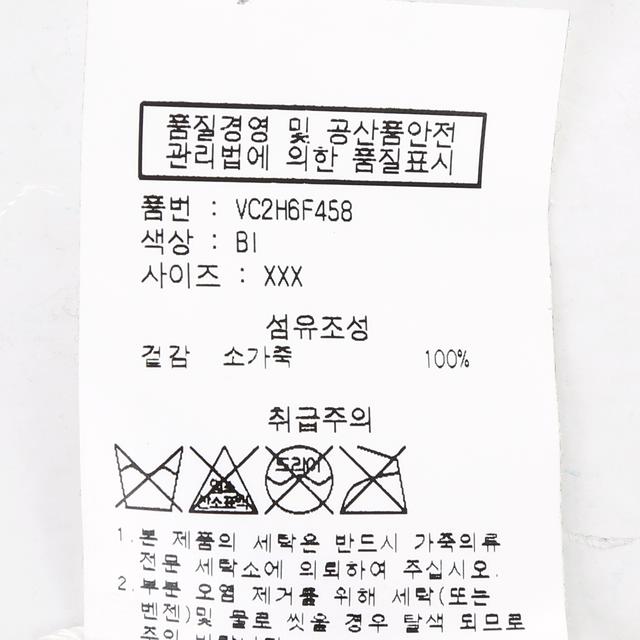 품질경영 및 공산품안전
관리법에 의한 품질표시
품번 : VC2H6F458
색상 : BI
사이즈 : XXX
섬유조성
겉감 소가죽 100%
취급주의
드라이
염소
산소표백
1. 본 제품의 세탁은 반드시 가죽의류
전문 세탁소에 의뢰하여 주십시오.
2. 부분 오염 제거를 위해 세탁(또는
벤젠)및 물로 씻을 경우 탈색 되므로
주의